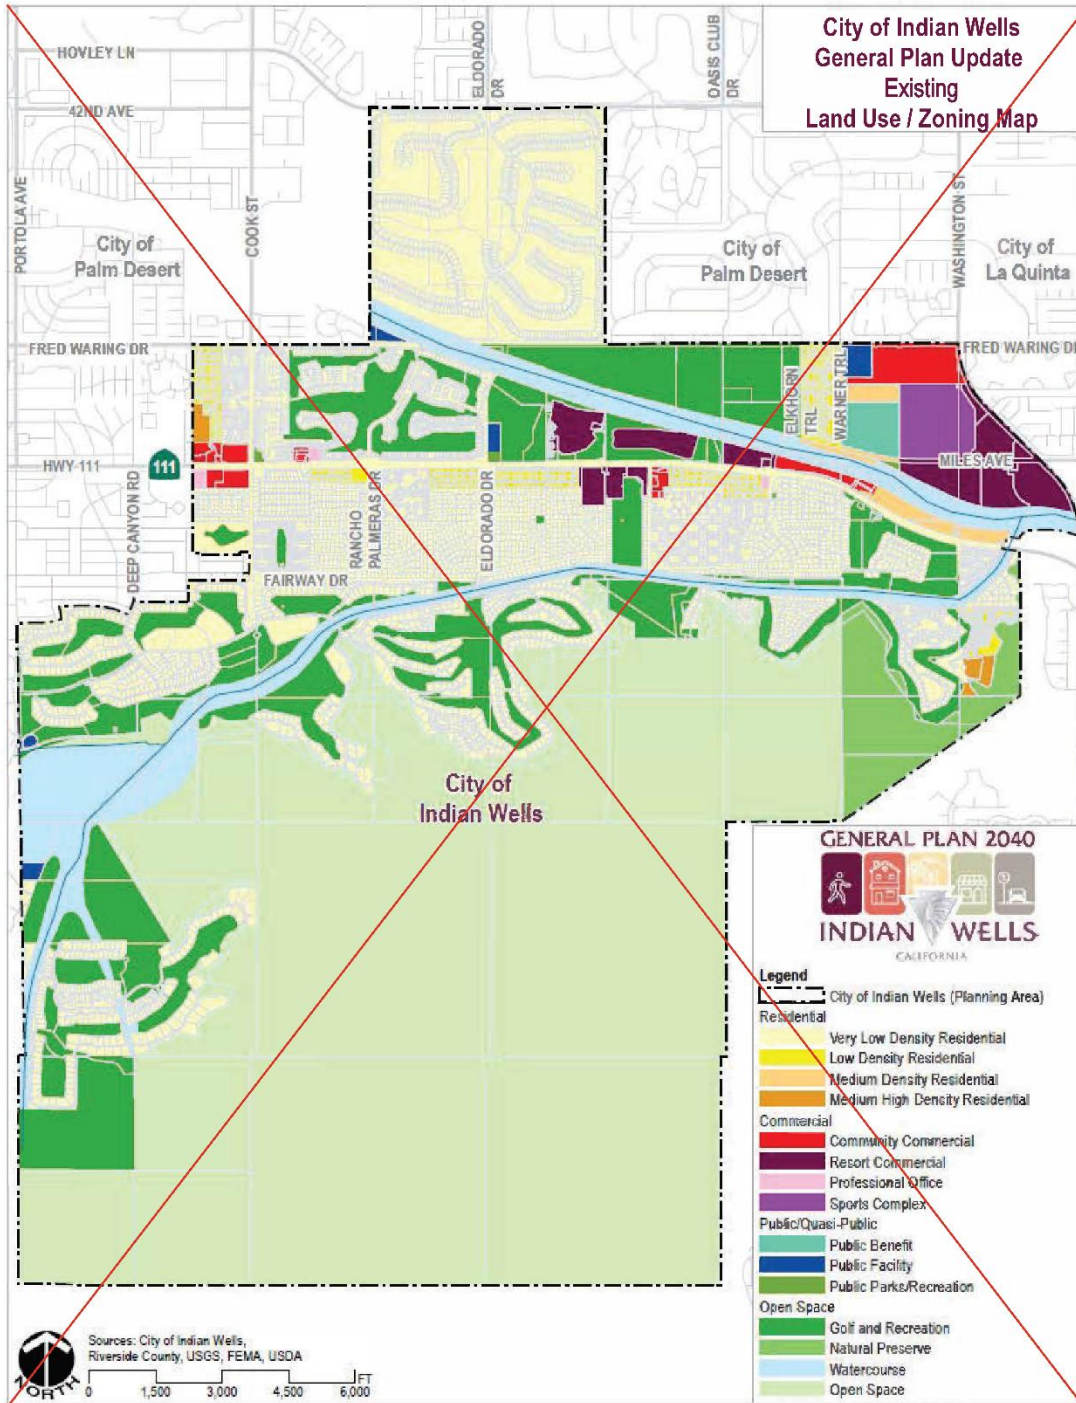 City of Indian Wells
General Plan Update
Existing
Land Use / Zoning Map
HOVLEY LN
ELDORADO
DR
OASIS CLUB
DR
42ND AVE
PORTOLA AVE
COOK ST
WASHINGTON ST
City of
Palm Desert
City of
Palm Desert
City of
La Quinta
FRED WARING DR
FRED WARING DR
ELKHORN
TRL
WARNER TRL
HWY 111
111
MILES AVE
DEEP CANYON RD
RANCHO
PALMERAS DR
ELDORADO DR
FAIRWAY DR
City of
Indian Wells
GENERAL PLAN 2040
INDIAN WELLS
CALIFORNIA
Legend
City of Indian Wells (Planning Area)
Residential
Very Low Density Residential
Low Density Residential
Medium Density Residential
Medium High Density Residential
Commercial
Community Commercial
Resort Commercial
Professional Office
Sports Complex
Public/Quasi-Public
Public Benefit
Public Facility
Public Parks/Recreation
Open Space
Golf and Recreation
Natural Preserve
Watercourse
Open Space
NORTH
Sources: City of Indian Wells,
Riverside County, USGS, FEMA, USDA
FT
0 1,500 3,000 4,500 6,000